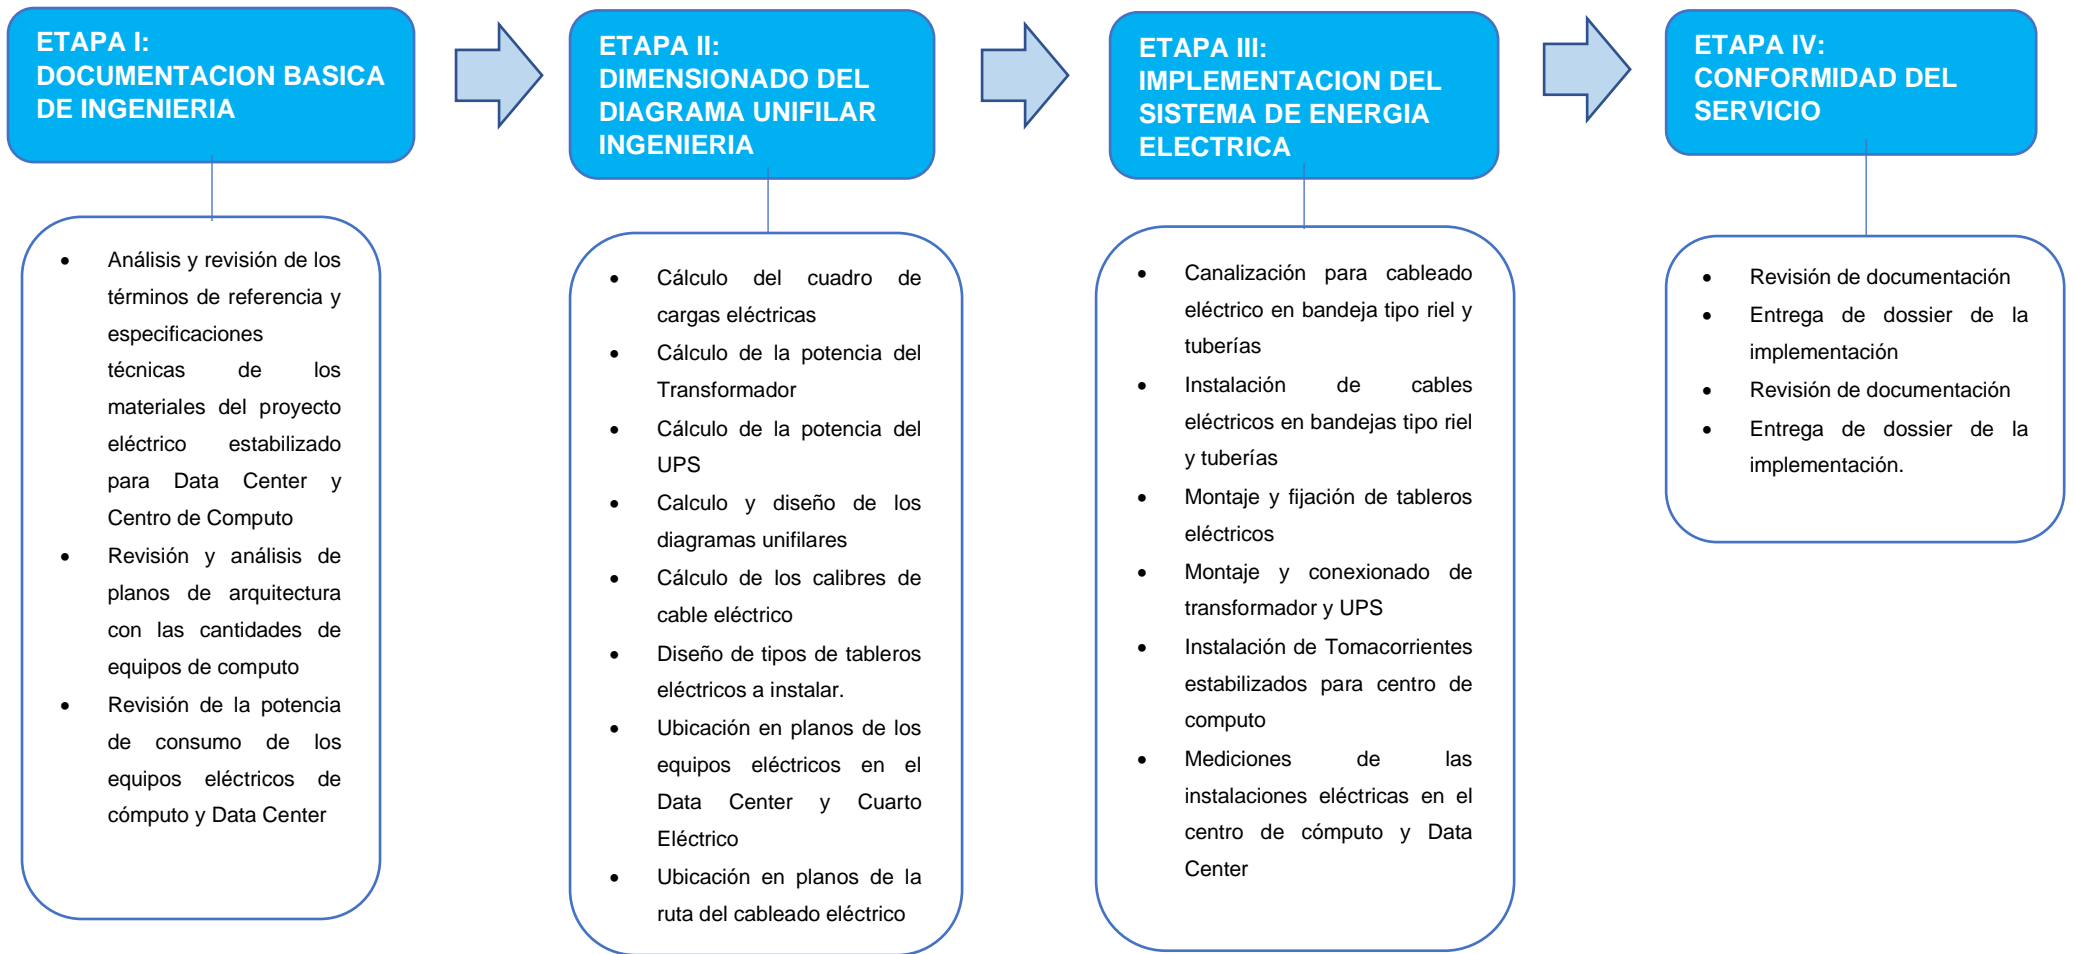 ETAPA I:
DOCUMENTACION BASICA
DE INGENIERIA
Análisis y revisión de los
términos de referencia y
especificaciones
técnicas de los
materiales del proyecto
eléctrico estabilizado
para Data Center y
Centro de Computo
Revisión y análisis de
planos de arquitectura
con las cantidades de
equipos de computo
Revisión de la potencia
de consumo de los
equipos eléctricos de
cómputo y Data Center
ETAPA II:
DIMENSIONADO DEL
DIAGRAMA UNIFILAR
INGENIERIA
Cálculo del cuadro de
cargas eléctricas
Cálculo de la potencia del
Transformador
Cálculo de la potencia del
UPS
Calculo y diseño de los
diagramas unifilares
Cálculo de los calibres de
cable eléctrico
Diseño de tipos de tableros
eléctricos a instalar.
Ubicación en planos de los
equipos eléctricos en el
Data Center y Cuarto
Eléctrico
Ubicación en planos de la
ruta del cableado eléctrico
ETAPA III:
IMPLEMENTACION DEL
SISTEMA DE ENERGIA
ELECTRICA
Canalización para cableado
eléctrico en bandeja tipo riel y
tuberías
Instalación de cables
eléctricos en bandejas tipo riel
y tuberías
Montaje y fijación de tableros
eléctricos
Montaje y conexionado de
transformador y UPS
Instalación de Tomacorrientes
estabilizados para centro de
computo
Mediciones de las
instalaciones eléctricas en el
centro de cómputo y Data
Center
ETAPA IV:
CONFORMIDAD DEL
SERVICIO
Revisión de documentación
Entrega de dossier de la
implementación
Revisión de documentación
Entrega de dossier de la
implementación.